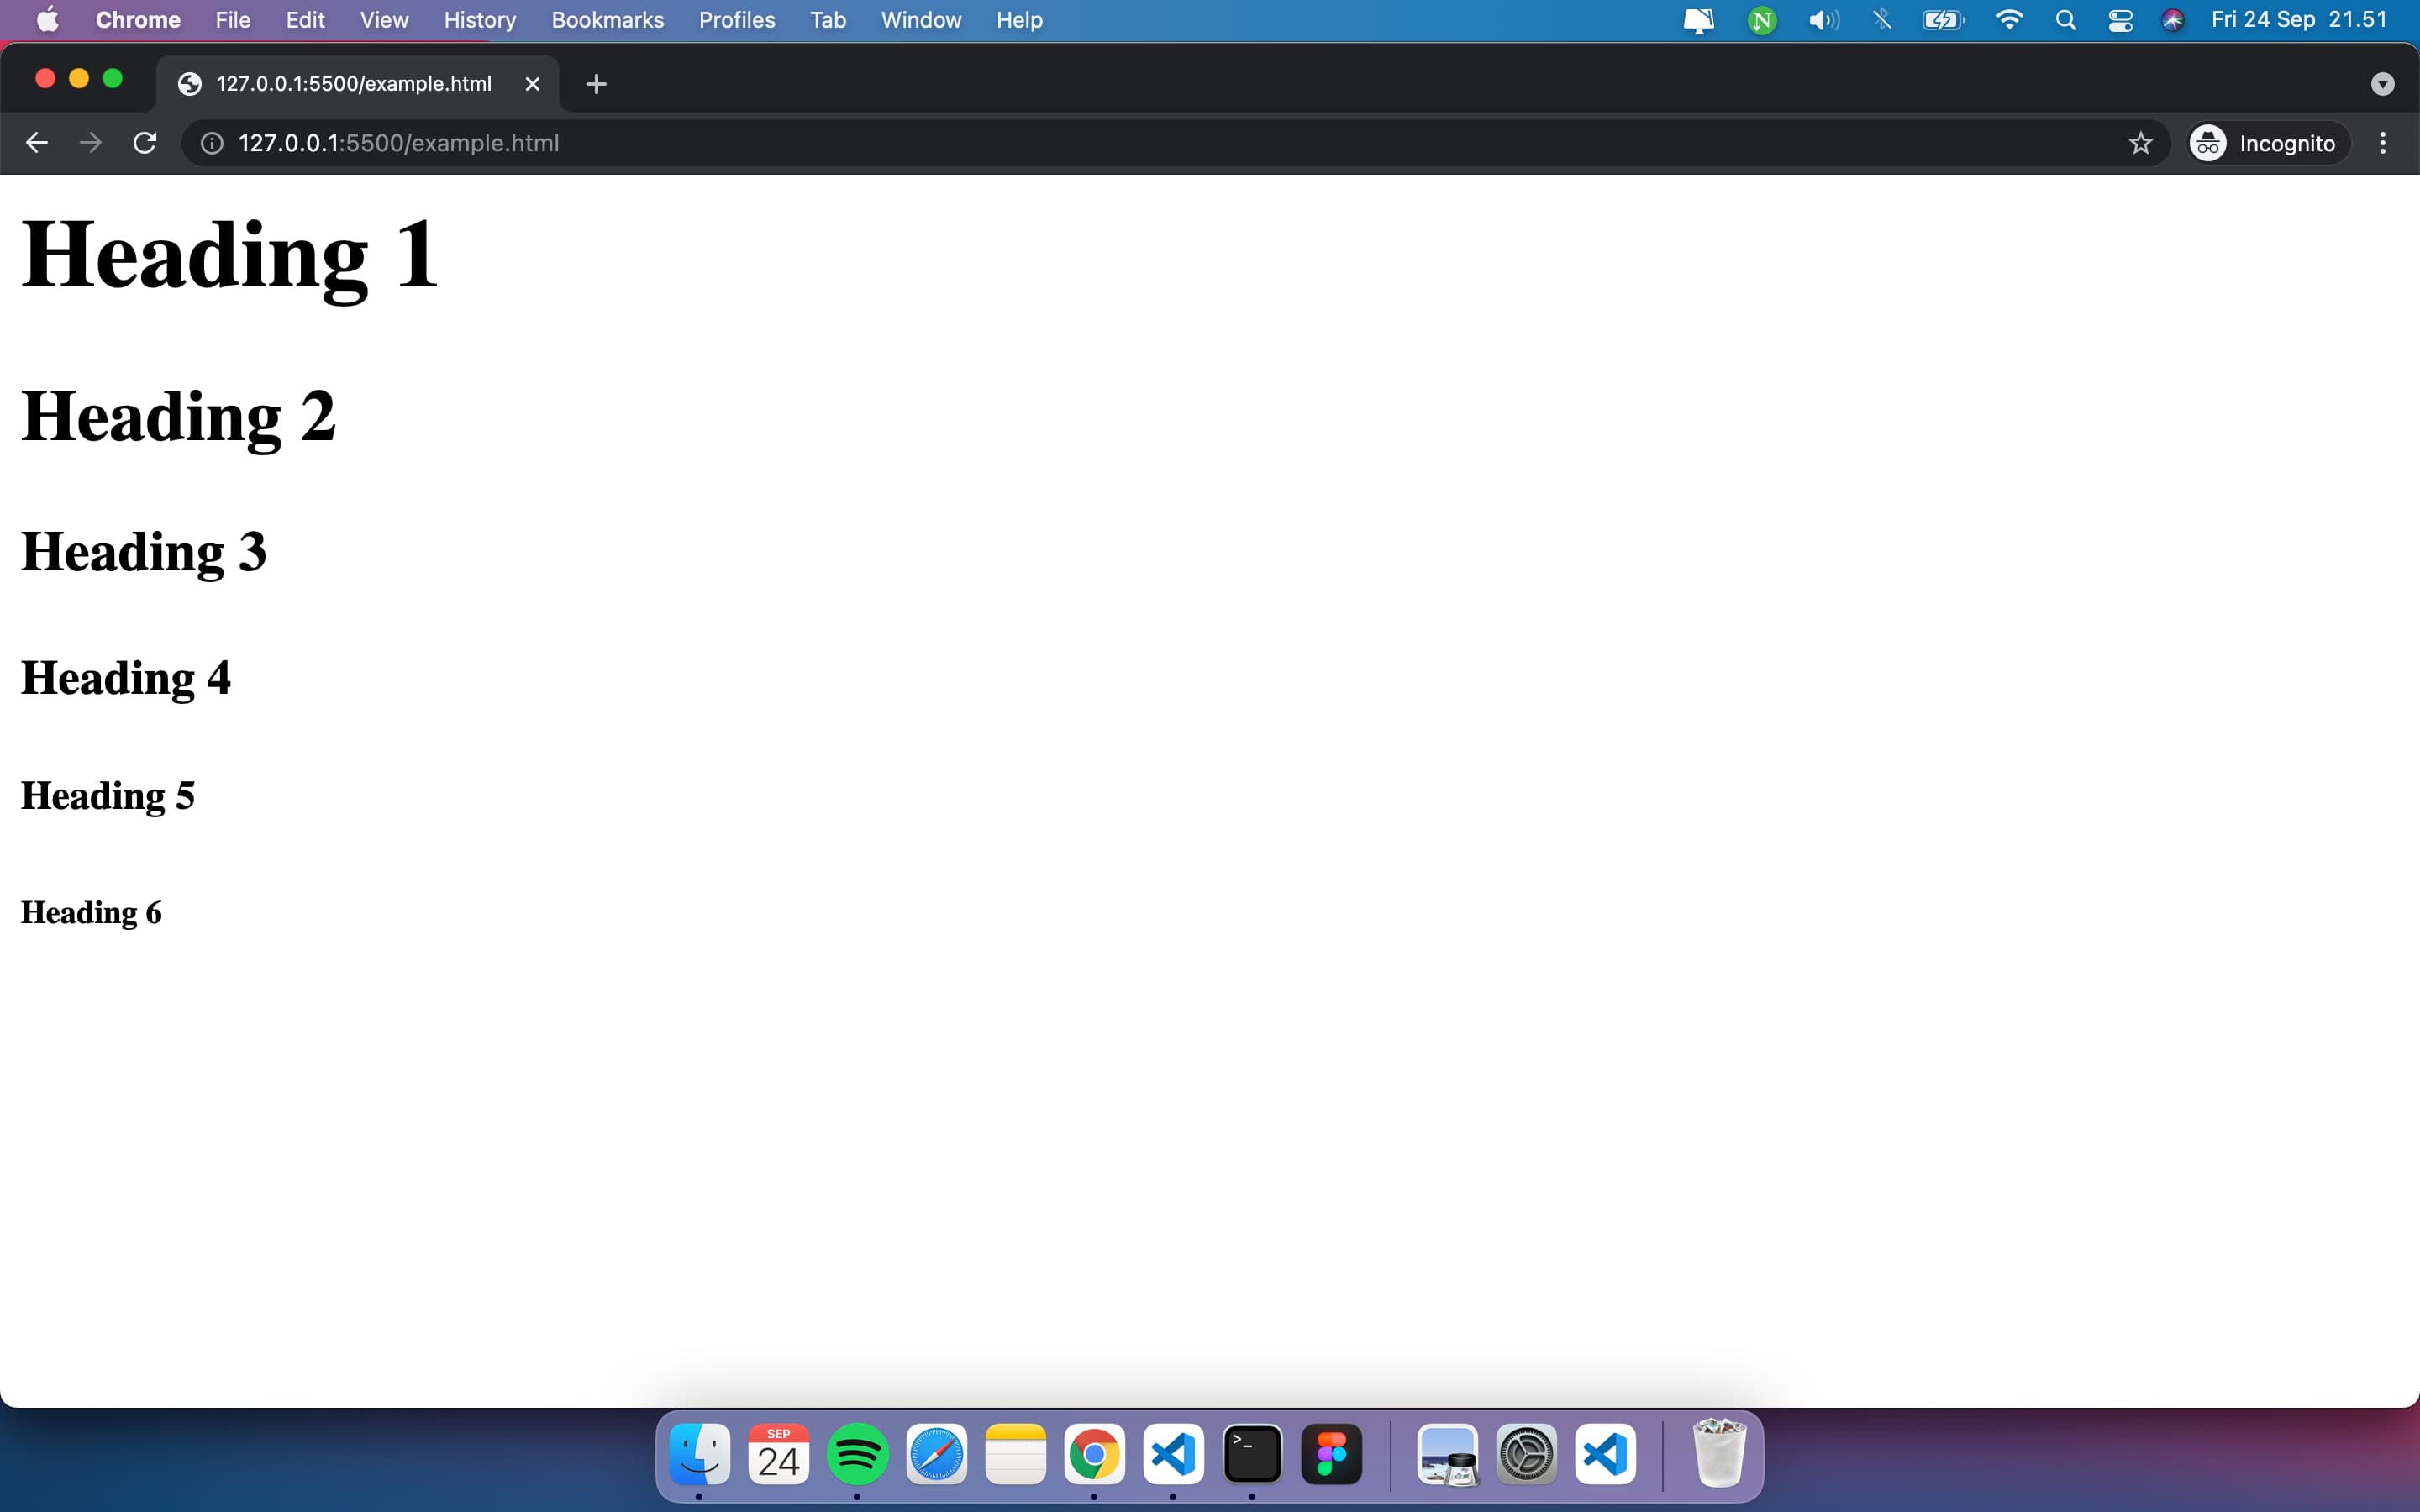 Chrome File Edit View History Bookmarks Profiles Tab Window Help N Fri 24 Sep 21.51
127.0.0.1:5500/example.html
127.0.0.1:5500/example.html Incognito
Heading 1
Heading 2
Heading 3
Heading 4
Heading 5
Heading 6
SEP
24
>_